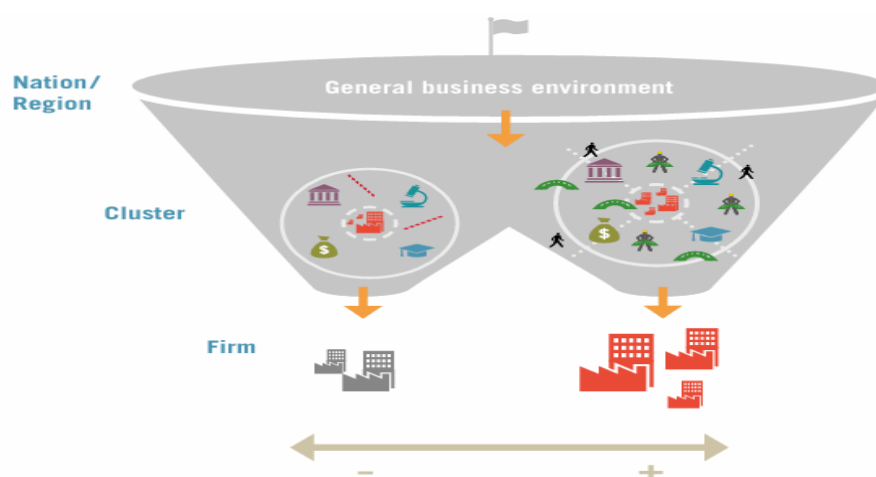 General business environment
Nation/
Region
Cluster
$
$
Firm
-
+